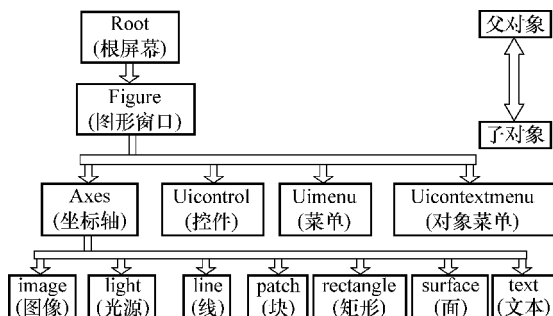 Root
(根屏幕)
父对象
Figure
(图形窗口)
子对象
Axes
(坐标轴)
Uicontrol
(控件)
Uimenu
(菜单)
Uicontextmenu
(对象菜单)
image
(图像)
light
(光源)
line
(线)
patch
(块)
rectangle
(矩形)
surface
(面)
text
(文本)